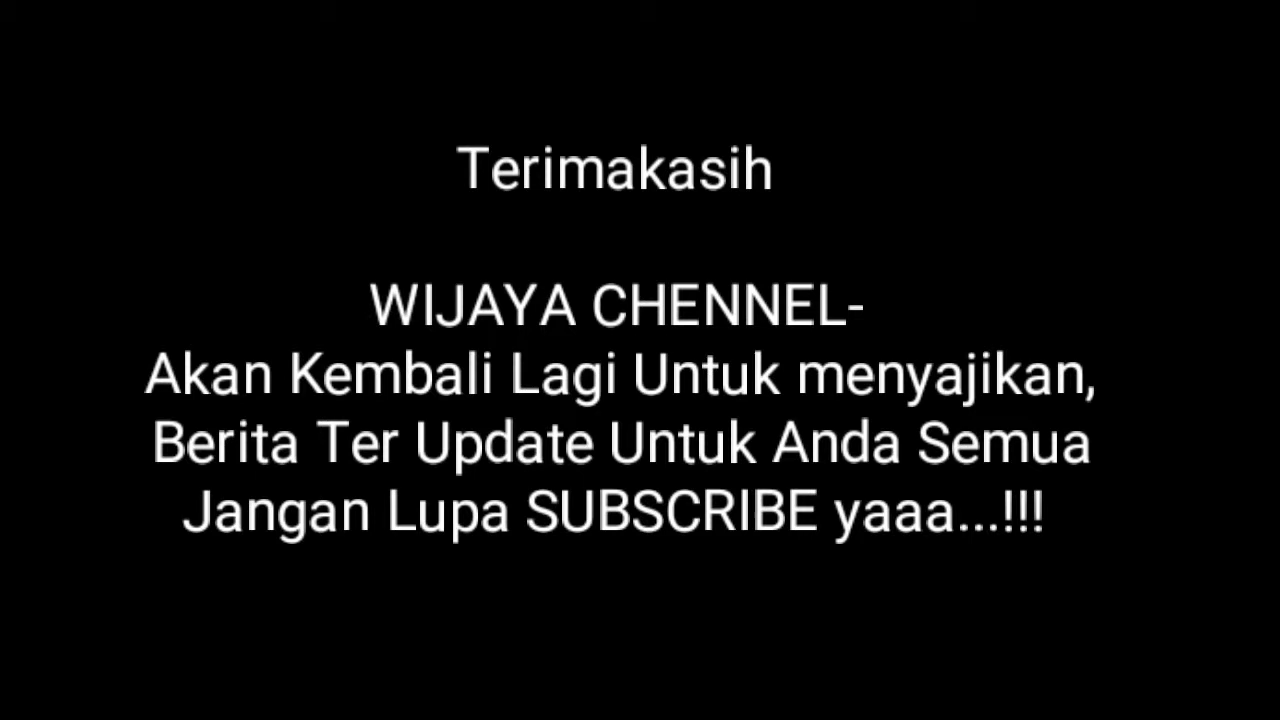 Terimakasih
WIJAYA CHENNEL-
Akan Kembali Lagi Untuk menyajikan,
Berita Ter Update Untuk Anda Semua
Jangan Lupa SUBSCRIBE yaaa...!!!